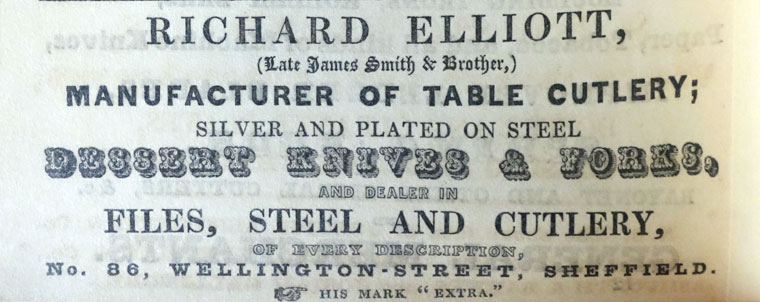 RICHARD ELLIOTT,
(Late James Smith & Brother,)
MANUFACTURER OF TABLE CUTLERY;
SILVER AND PLATED ON STEEL
DESSERT KNIVES & FORKS,
AND DEALER IN
FILES, STEEL AND CUTLERY,
OF EVERY DESCRIPTION,
No. 86, WELLINGTON-STREET, SHEFFIELD.
☞ HIS MARK "EXTRA."